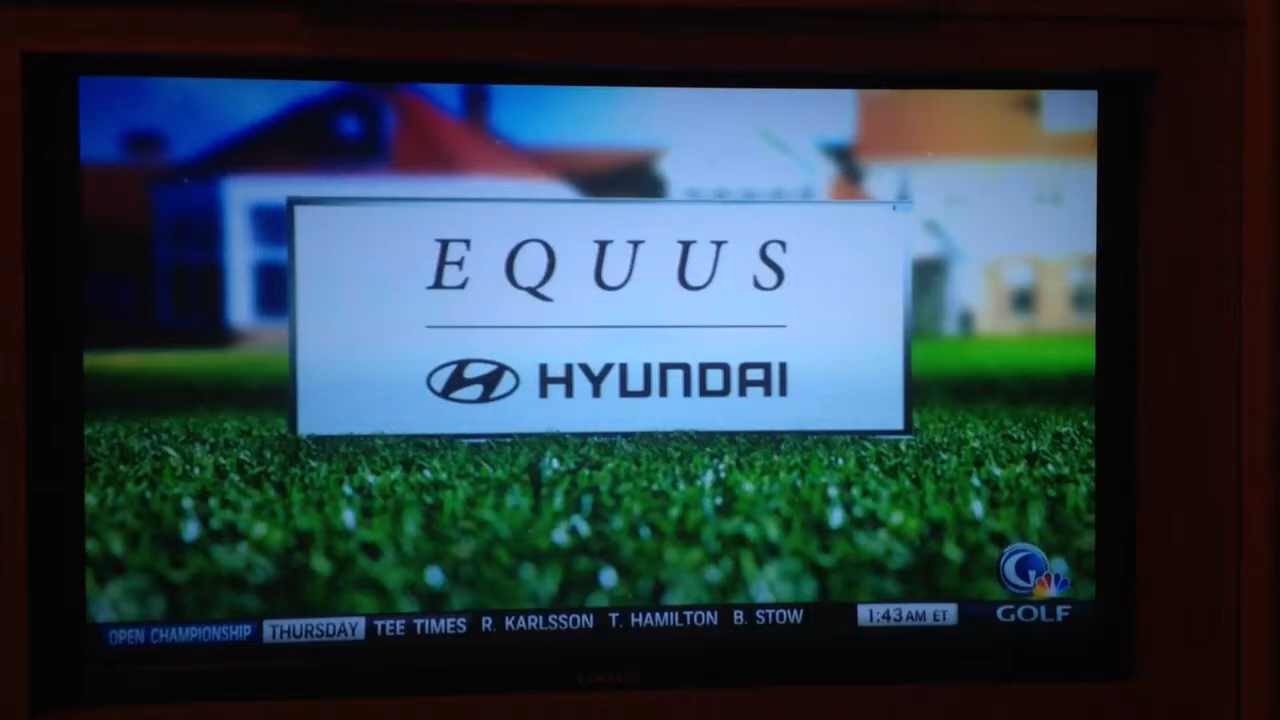 EQUUS
HYUNDAI
OPEN CHAMPIONSHIP THURSDAY TEE TIMES R. KARLSSON T. HAMILTON B. STOW 1:43 AM ET
GOLF